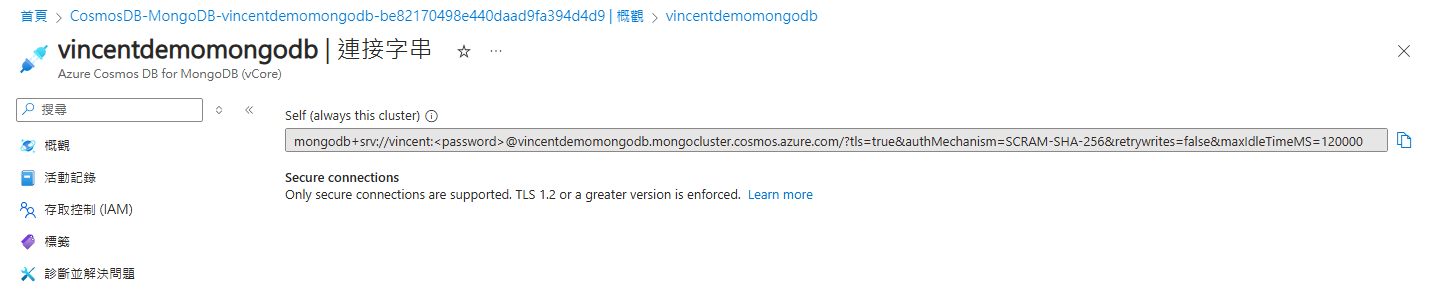 首頁 > CosmosDB-MongoDB-vincentdemomongodb-be82170498e440daad9fa394d4d9 | 概觀 > vincentdemomongodb
vincentdemomongodb | 連接字串 ☆ ···
Azure Cosmos DB for MongoDB (vCore)
搜尋
Self (always this cluster)
mongodb+srv://vincent:<password>@vincentdemomongodb.mongocluster.cosmos.azure.com/?tls=true&authMechanism=SCRAM-SHA-256&retrywrites=false&maxIdleTimeMS=120000
概觀
Secure connections
活動記錄
Only secure connections are supported. TLS 1.2 or a greater version is enforced. Learn more
存取控制 (IAM)
標籤
診斷並解決問題